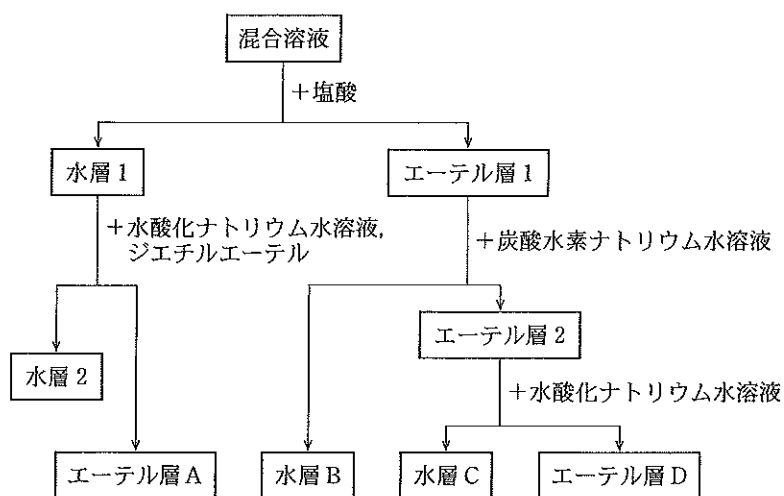 混合溶液
+塩酸
水層1
エーテル層1
+水酸化ナトリウム水溶液,
ジエチルエーテル
+炭酸水素ナトリウム水溶液
エーテル層2
水層2
+水酸化ナトリウム水溶液
エーテル層A
水層B
水層C
エーテル層D